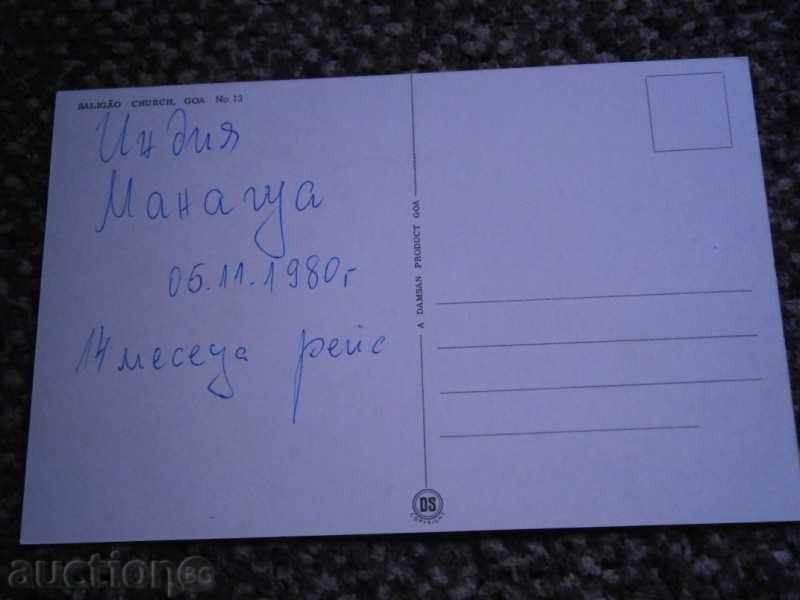 SALIGÃO CHURCH, GOA No. 13
Индия
Манагуа
05.11.1980г
14 месеца рейс
A DAMSAN PRODUCT GOA
DS
COPYRIGHT
auction BG